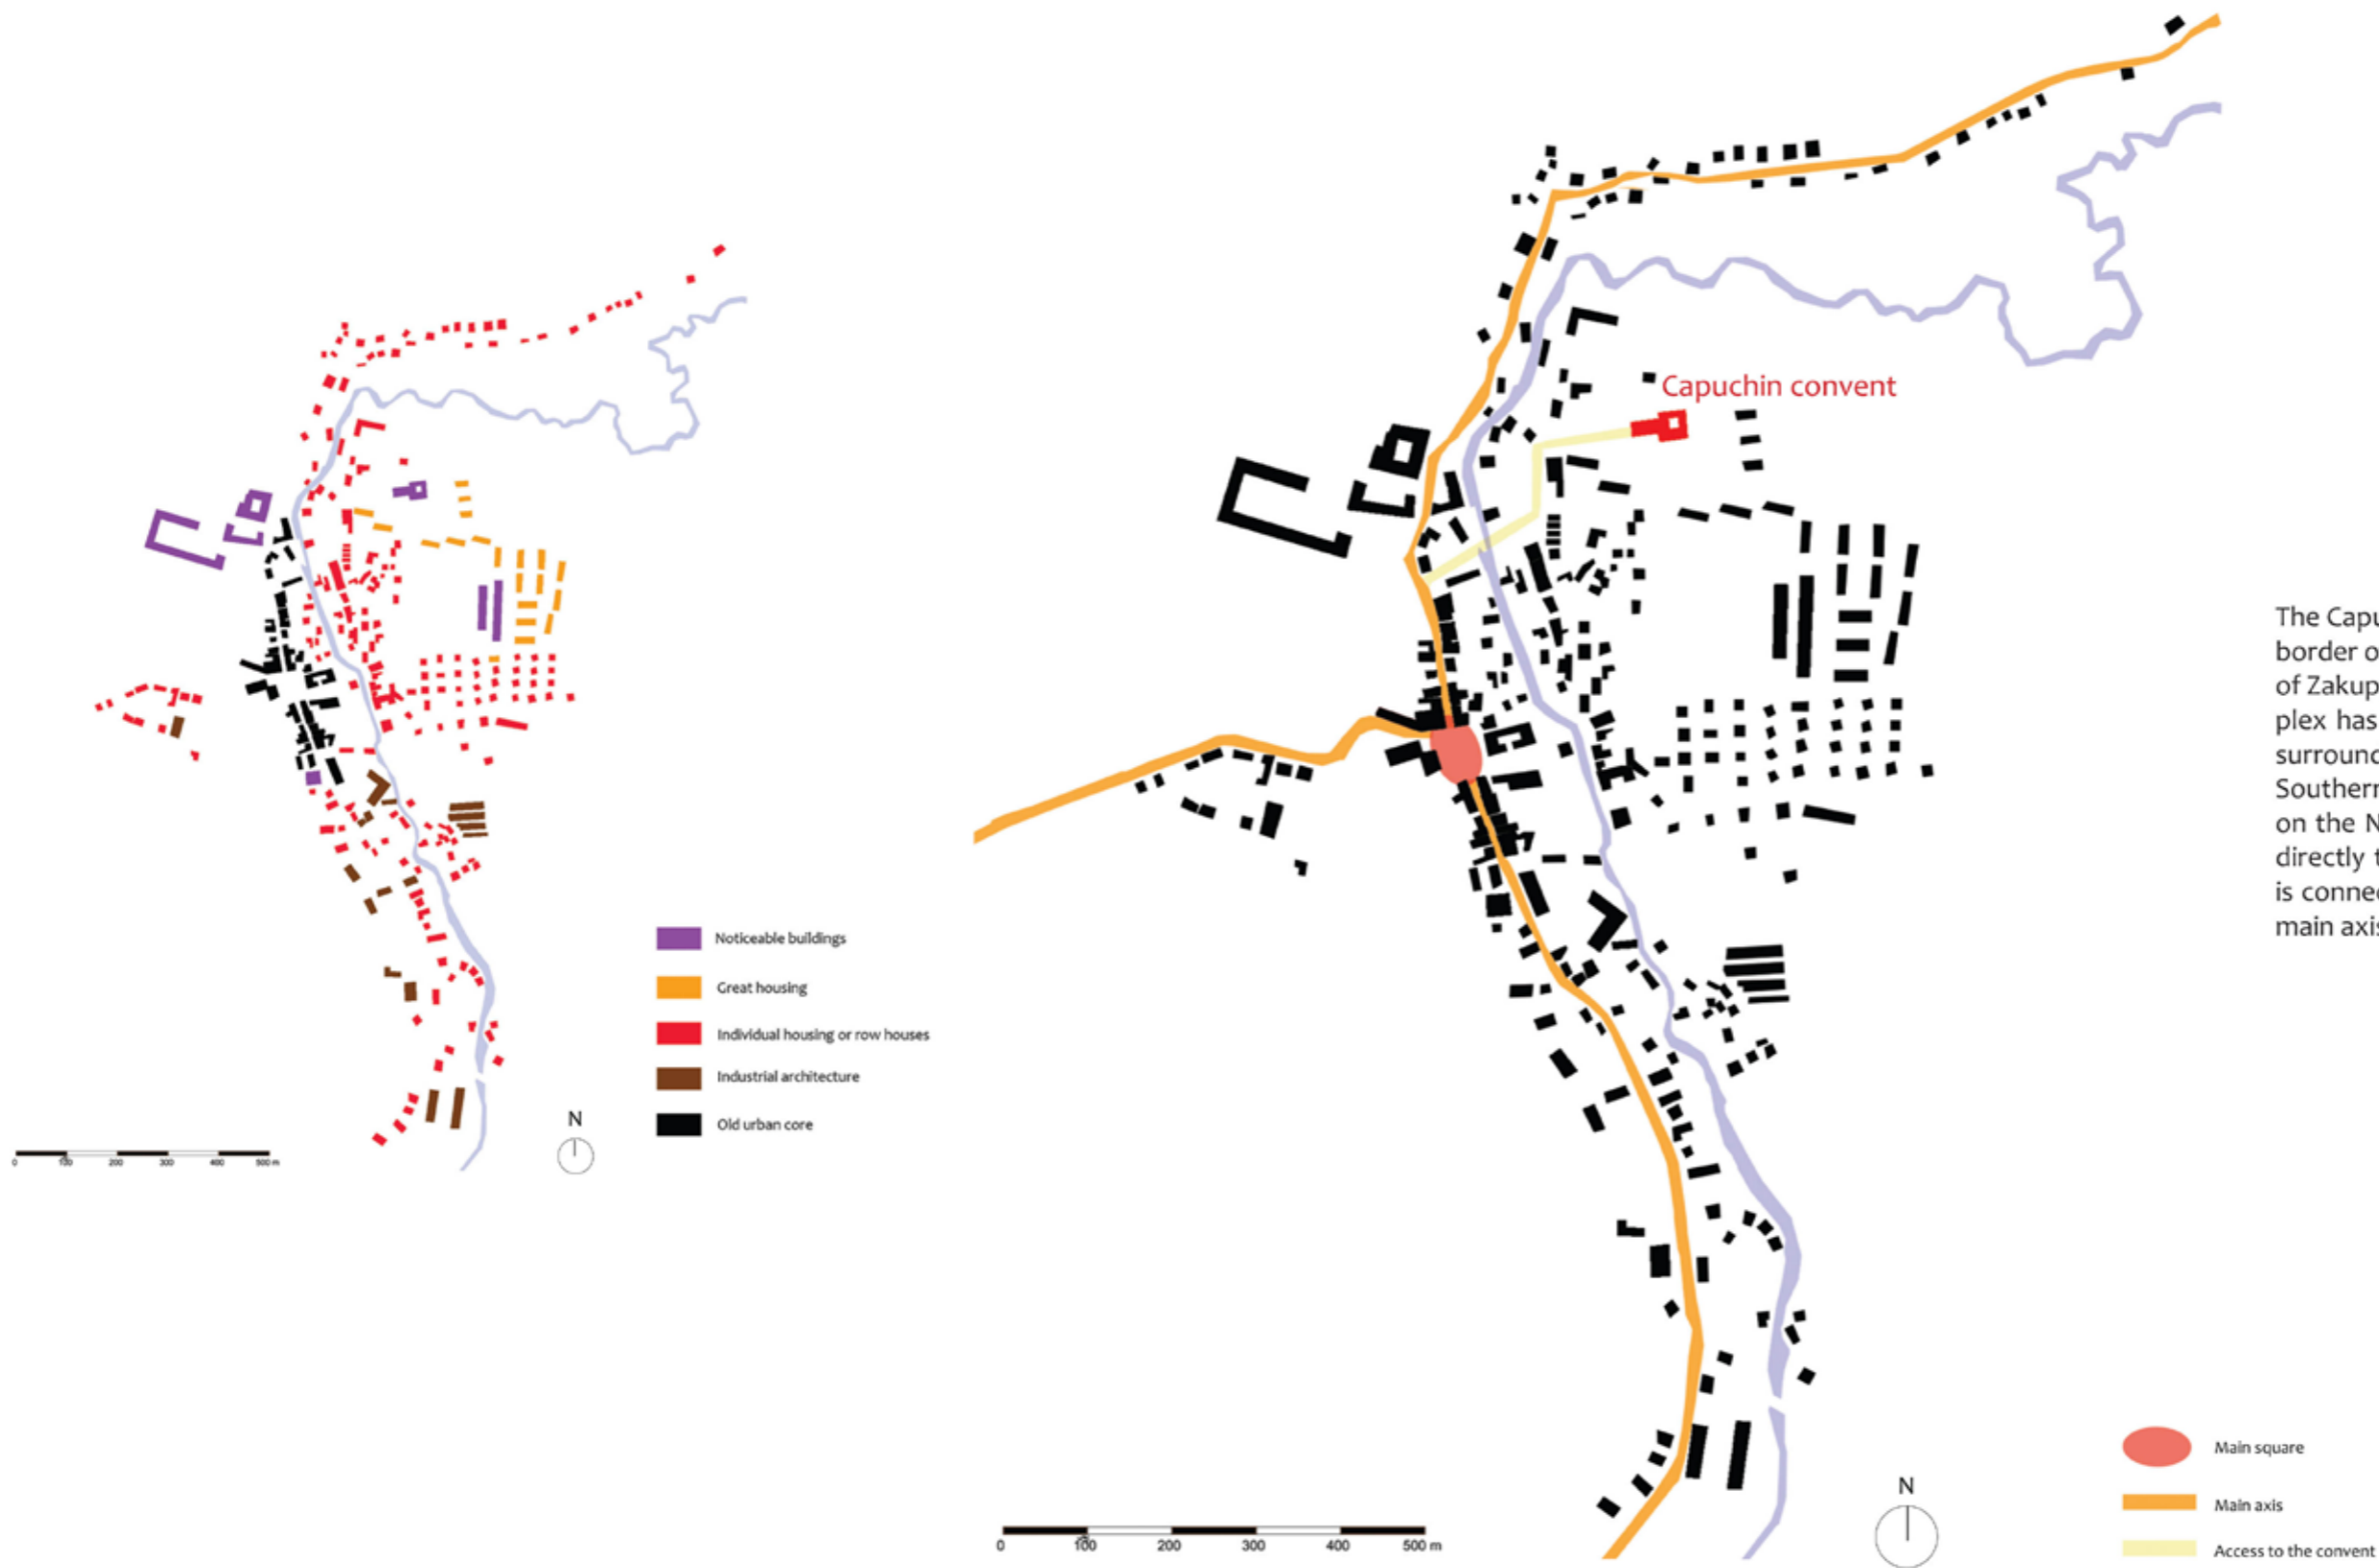 Capuchin convent
The Capu
border o
of Zakup
plex has
surround
Southern
on the N
directly t
is connec
main axis
Noticeable buildings
Great housing
Individual housing or row houses
Industrial architecture
Old urban core
N
0 100 200 300 400 500 m
N
0 100 200 300 400 500 m
Main square
Main axis
Access to the convent